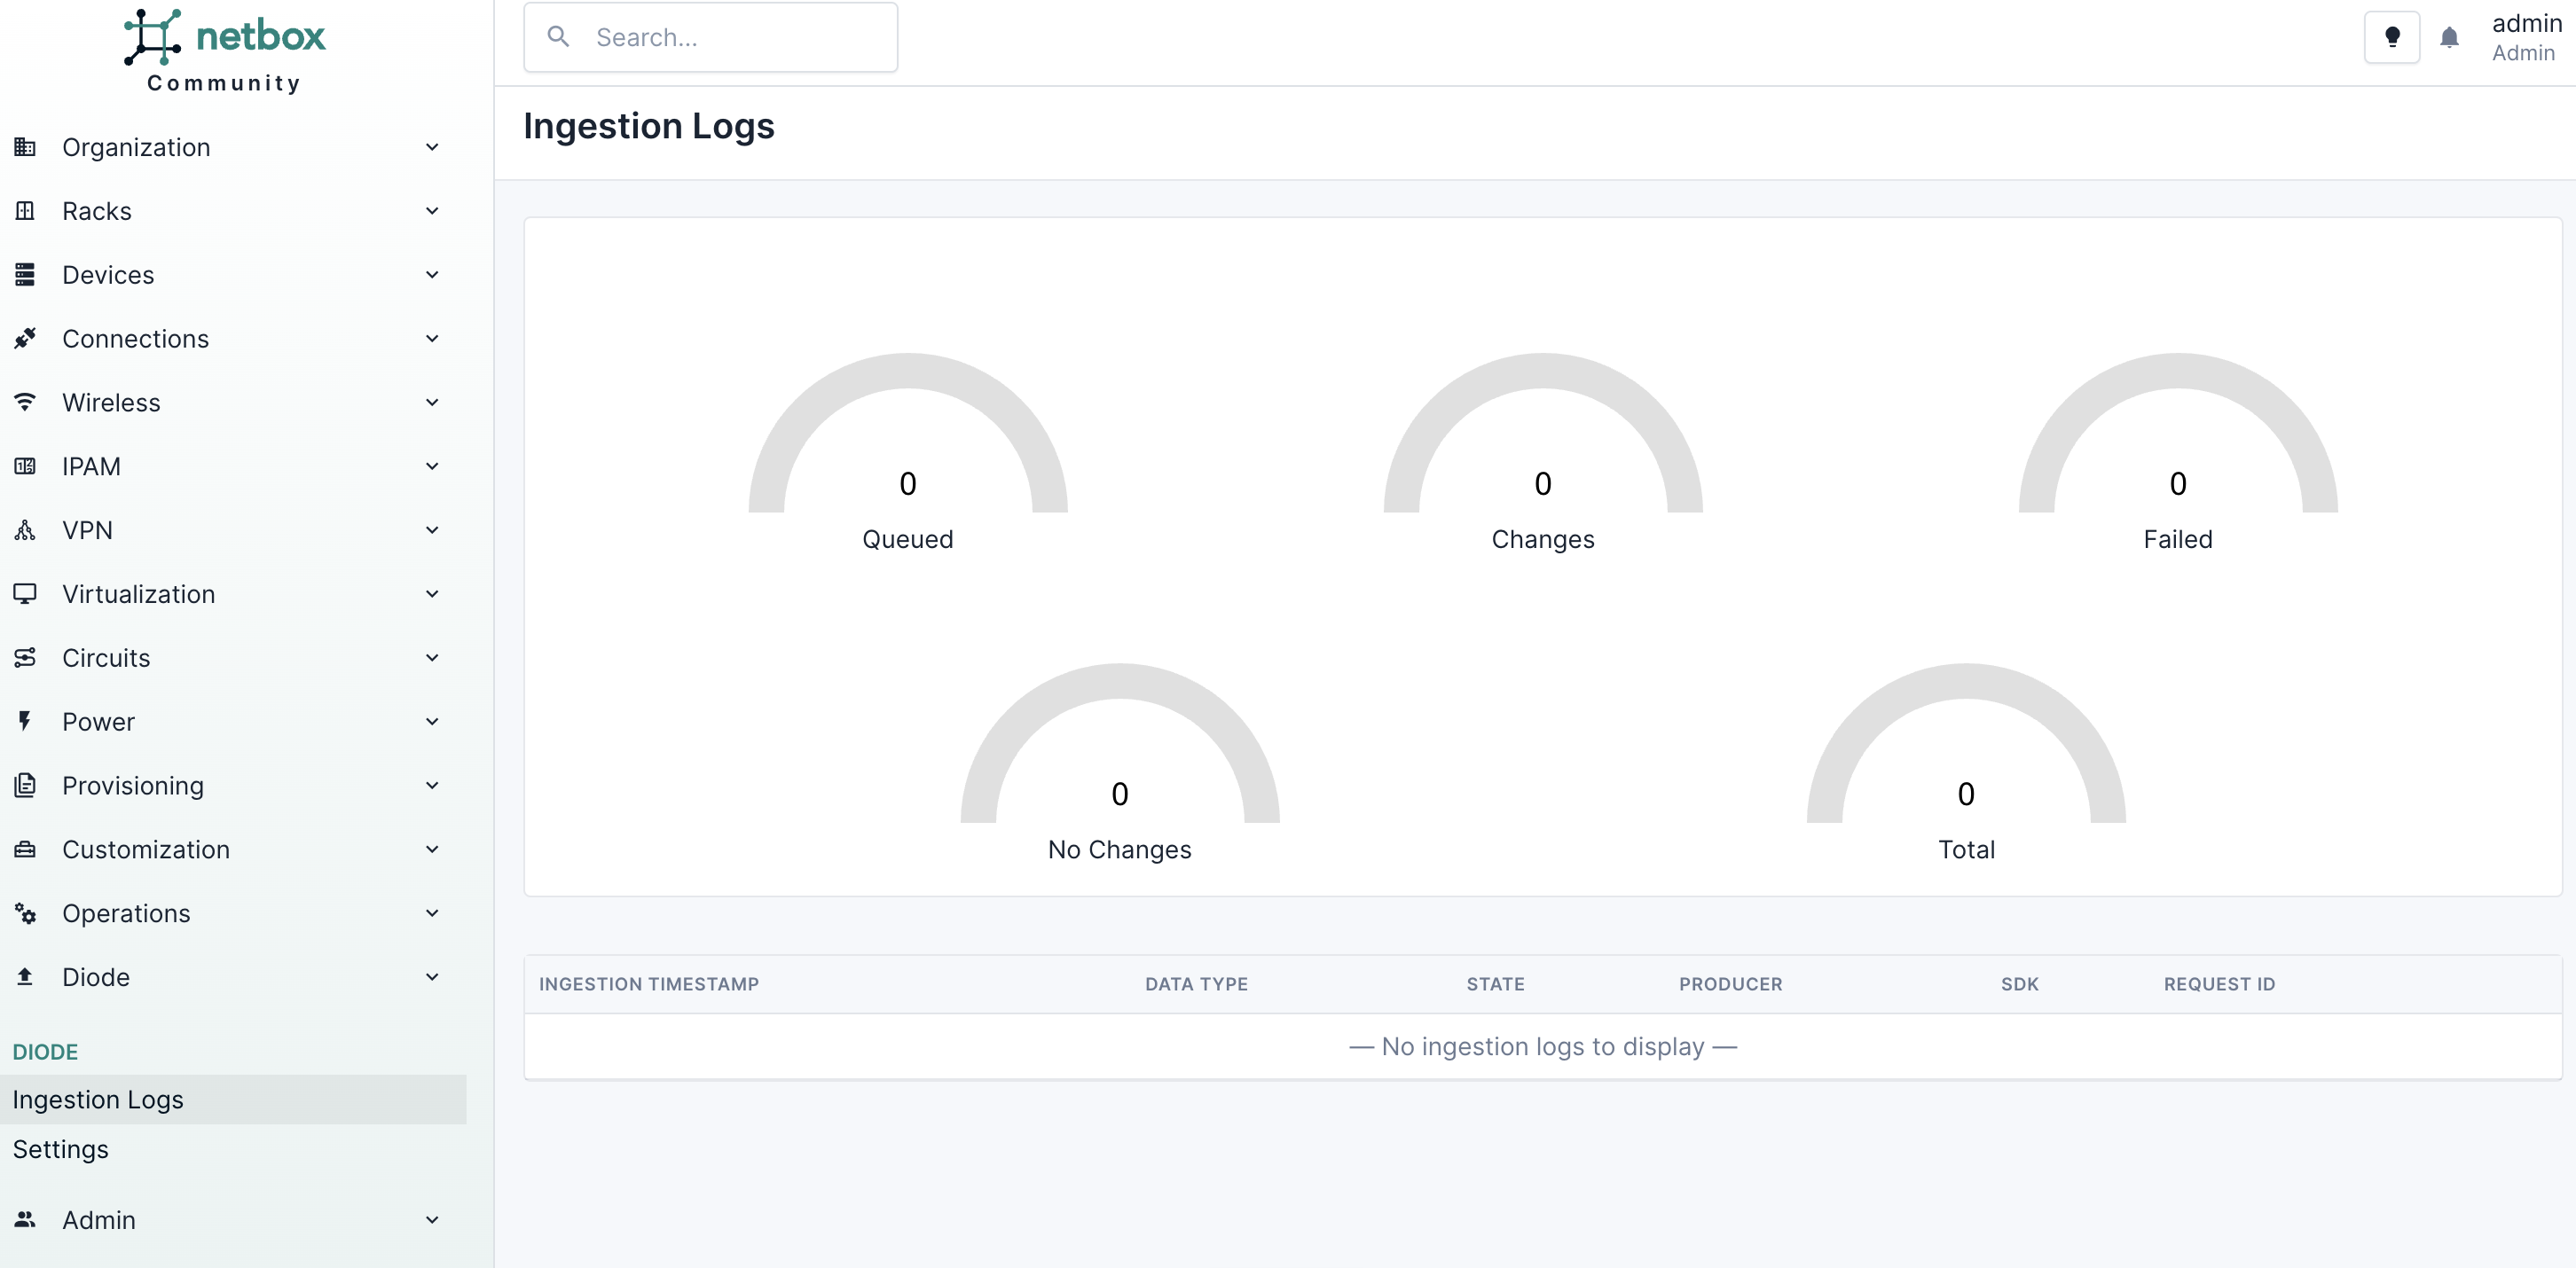 netbox
Community
Search...
admin
Admin
Organization
Racks
Devices
Connections
Wireless
IPAM
VPN
Virtualization
Circuits
Power
Provisioning
Customization
Operations
Diode
DIODE
Ingestion Logs
Settings
Admin
Ingestion Logs
0
Queued
0
Changes
0
Failed
0
No Changes
0
Total
INGESTION TIMESTAMP DATA TYPE STATE PRODUCER SDK REQUEST ID
— No ingestion logs to display —